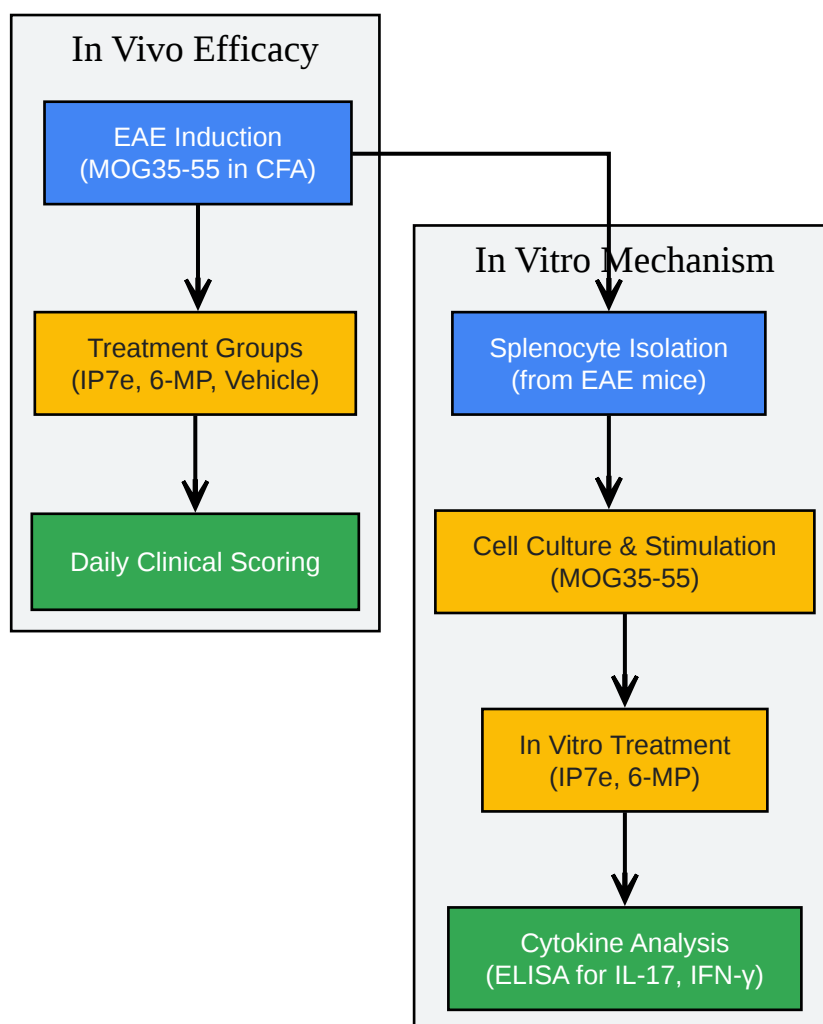 In Vivo Efficacy
EAE Induction
(MOG35-55 in CFA)
Treatment Groups
(IP7e, 6-MP, Vehicle)
Daily Clinical Scoring
In Vitro Mechanism
Splenocyte Isolation
(from EAE mice)
Cell Culture & Stimulation
(MOG35-55)
In Vitro Treatment
(IP7e, 6-MP)
Cytokine Analysis
(ELISA for IL-17, IFN-γ)